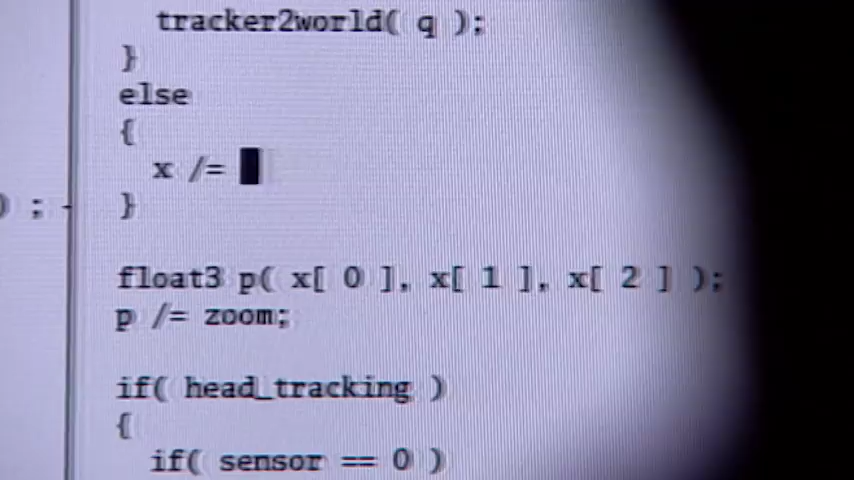 tracker2world( q );
}
else
{
x /=
) ; }
float3 p( x[ 0 ], x[ 1 ], x[ 2 ] );
p /= zoom;
if( head_tracking )
{
if( sensor == 0 )